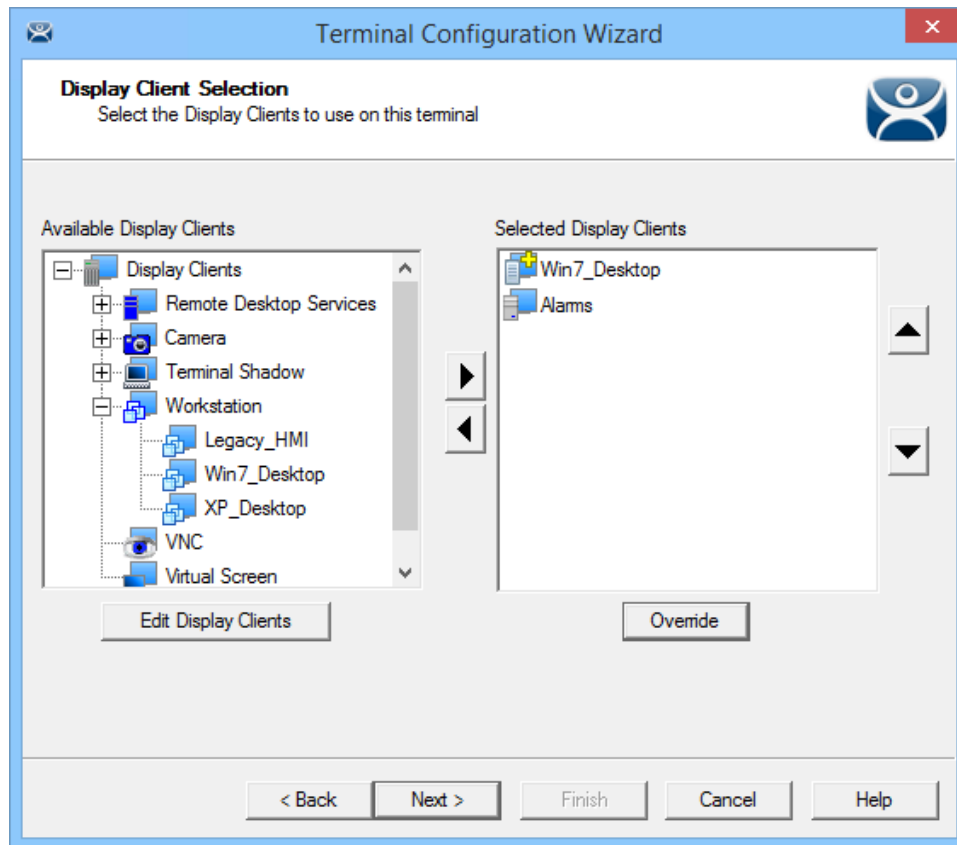 Terminal Configuration Wizard
Display Client Selection
Select the Display Clients to use on this terminal
Available Display Clients
Display Clients
Remote Desktop Services
Camera
Terminal Shadow
Workstation
Legacy_HMI
Win7_Desktop
XP_Desktop
VNC
Virtual Screen
Edit Display Clients
Selected Display Clients
Win7_Desktop
Alarms
Override
< Back
Next >
Finish
Cancel
Help